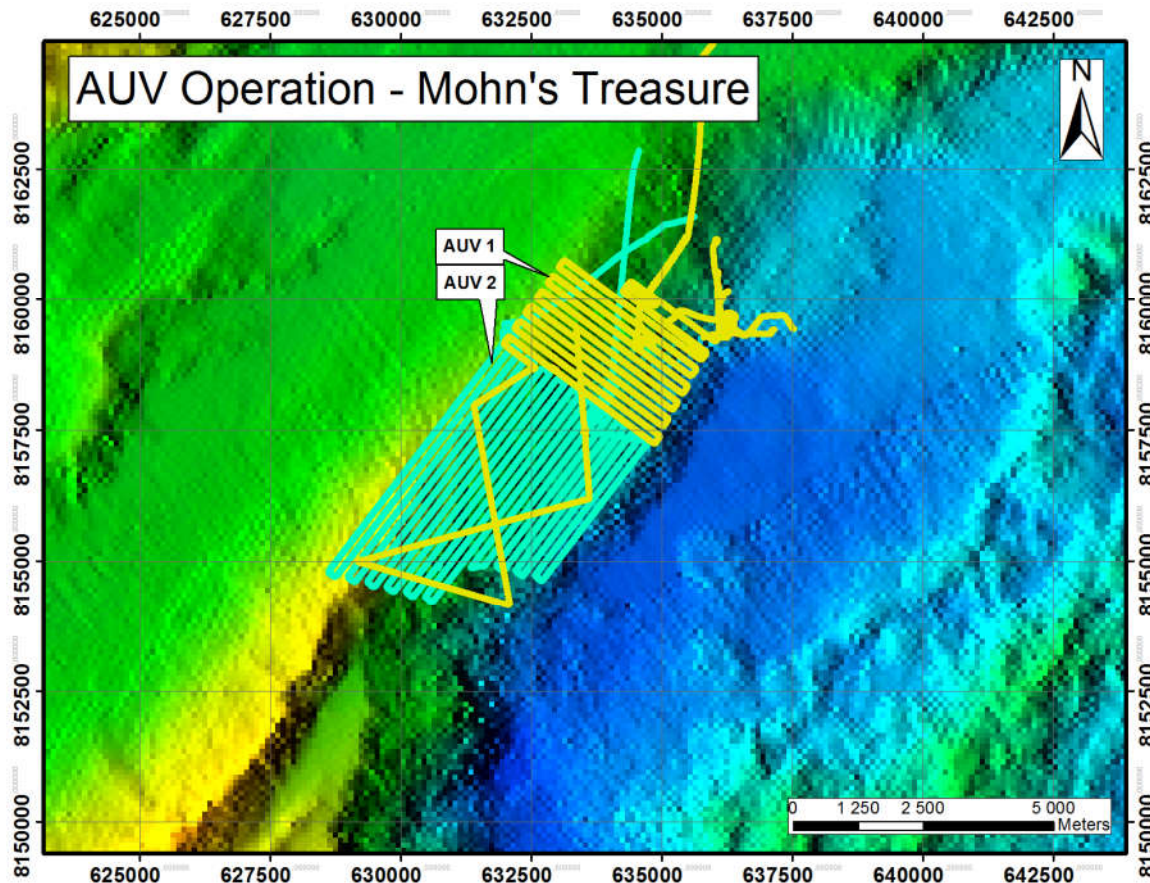 625000 627500 630000 632500 635000 637500 640000 642500
AUV Operation - Mohn's Treasure
N
8162500 8162500
AUV 1
AUV 2
8160000 8160000
8157500 8157500
8155000 8155000
8152500 8152500
0 1 250 2 500 5 000
Meters
8150000 8150000
625000 627500 630000 632500 635000 637500 640000 642500